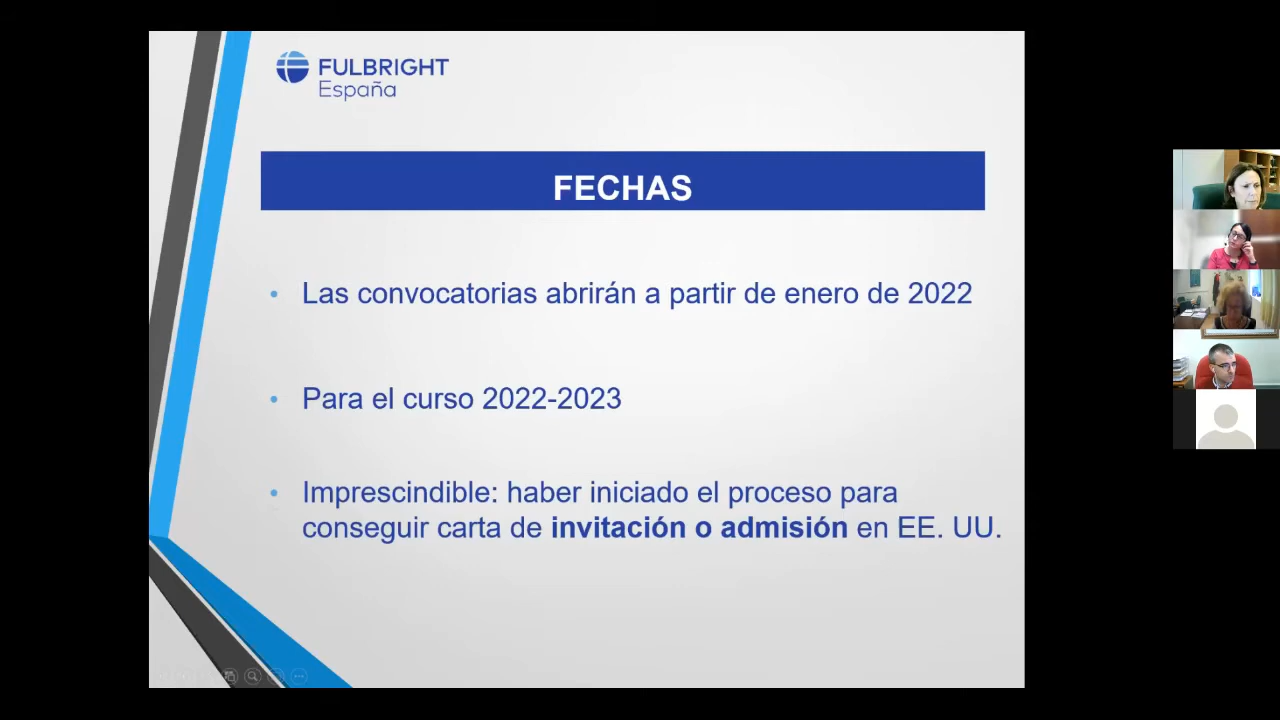 FULBRIGHT
España
FECHAS
• Las convocatorias abrirán a partir de enero de 2022
• Para el curso 2022-2023
• Imprescindible: haber iniciado el proceso para
conseguir carta de invitación o admisión en EE. UU.